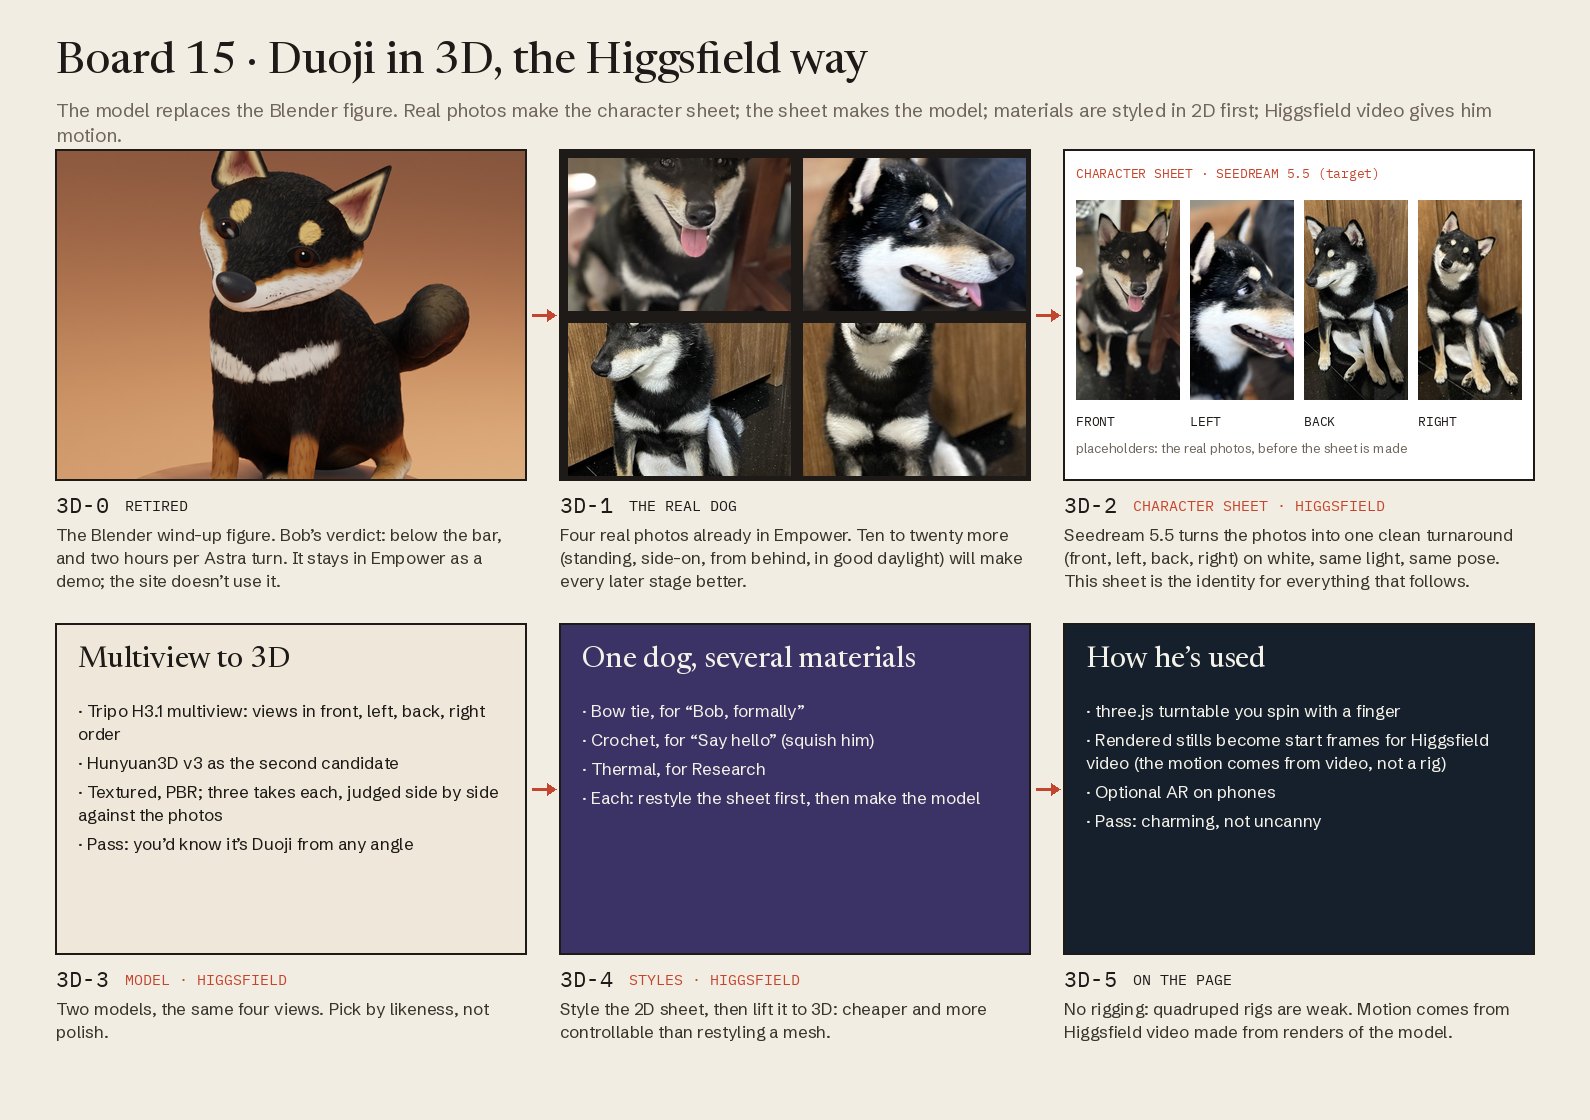 Board 15 · Duoji in 3D, the Higgsfield way
The model replaces the Blender figure. Real photos make the character sheet; the sheet makes the model; materials are styled in 2D first; Higgsfield video gives him
motion.
CHARACTER SHEET · SEEDREAM 5.5 (target)
FRONT LEFT BACK RIGHT
placeholders: the real photos, before the sheet is made
3D-0 RETIRED
The Blender wind-up figure. Bob’s verdict: below the bar,
and two hours per Astra turn. It stays in Empower as a
demo; the site doesn’t use it.
3D-1 THE REAL DOG
Four real photos already in Empower. Ten to twenty more
(standing, side-on, from behind, in good daylight) will make
every later stage better.
3D-2 CHARACTER SHEET · HIGGSFIELD
Seedream 5.5 turns the photos into one clean turnaround
(front, left, back, right) on white, same light, same pose.
This sheet is the identity for everything that follows.
Multiview to 3D
· Tripo H3.1 multiview: views in front, left, back, right
order
· Hunyuan3D v3 as the second candidate
· Textured, PBR; three takes each, judged side by side
against the photos
· Pass: you’d know it’s Duoji from any angle
One dog, several materials
· Bow tie, for “Bob, formally”
· Crochet, for “Say hello” (squish him)
· Thermal, for Research
· Each: restyle the sheet first, then make the model
How he’s used
· three.js turntable you spin with a finger
· Rendered stills become start frames for Higgsfield
video (the motion comes from video, not a rig)
· Optional AR on phones
· Pass: charming, not uncanny
3D-3 MODEL · HIGGSFIELD
Two models, the same four views. Pick by likeness, not
polish.
3D-4 STYLES · HIGGSFIELD
Style the 2D sheet, then lift it to 3D: cheaper and more
controllable than restyling a mesh.
3D-5 ON THE PAGE
No rigging: quadruped rigs are weak. Motion comes from
Higgsfield video made from renders of the model.